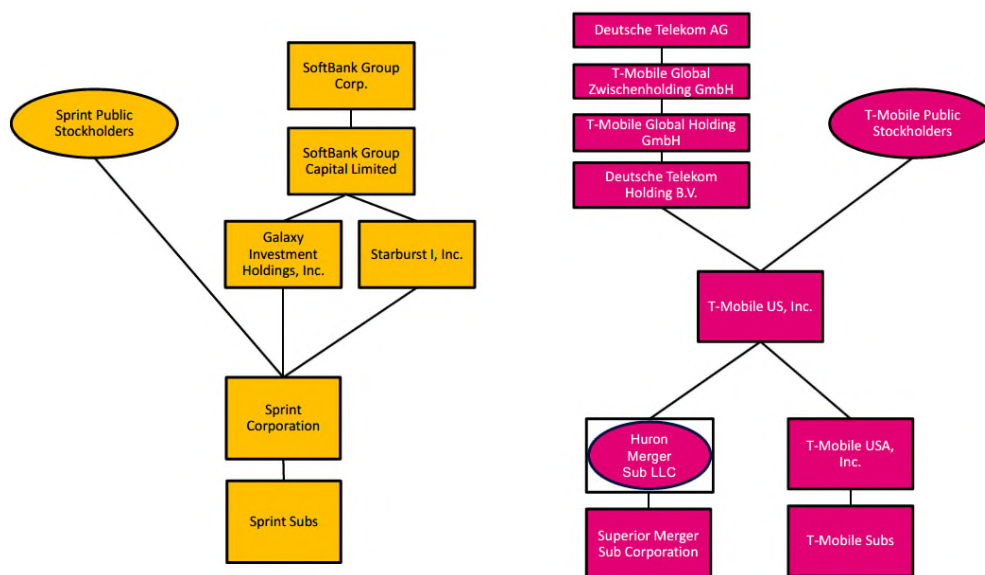 Sprint Public
Stockholders
SoftBank Group
Corp.
SoftBank Group
Capital Limited
Galaxy
Investment
Holdings, Inc.
Starburst I, Inc.
Sprint
Corporation
Sprint Subs
Deutsche Telekom AG
T-Mobile Global
Zwischenholding GmbH
T-Mobile Global Holding
GmbH
Deutsche Telekom
Holding B.V.
T-Mobile Public
Stockholders
T-Mobile US, Inc.
Huron
Merger
Sub LLC
T-Mobile USA,
Inc.
Superior Merger
Sub Corporation
T-Mobile Subs